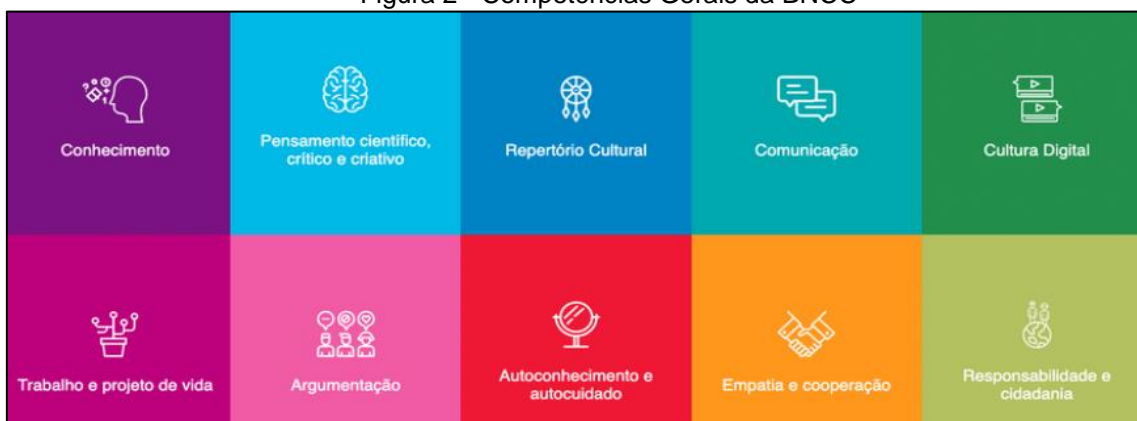 Figura 2 - Competências Gerais da BNCC
Conhecimento
Pensamento científico,
crítico e criativo
Repertório Cultural
Comunicação
Cultura Digital
Trabalho e projeto de vida
Argumentação
Autoconhecimento e
autocuidado
Empatia e cooperação
Responsabilidade e
cidadania